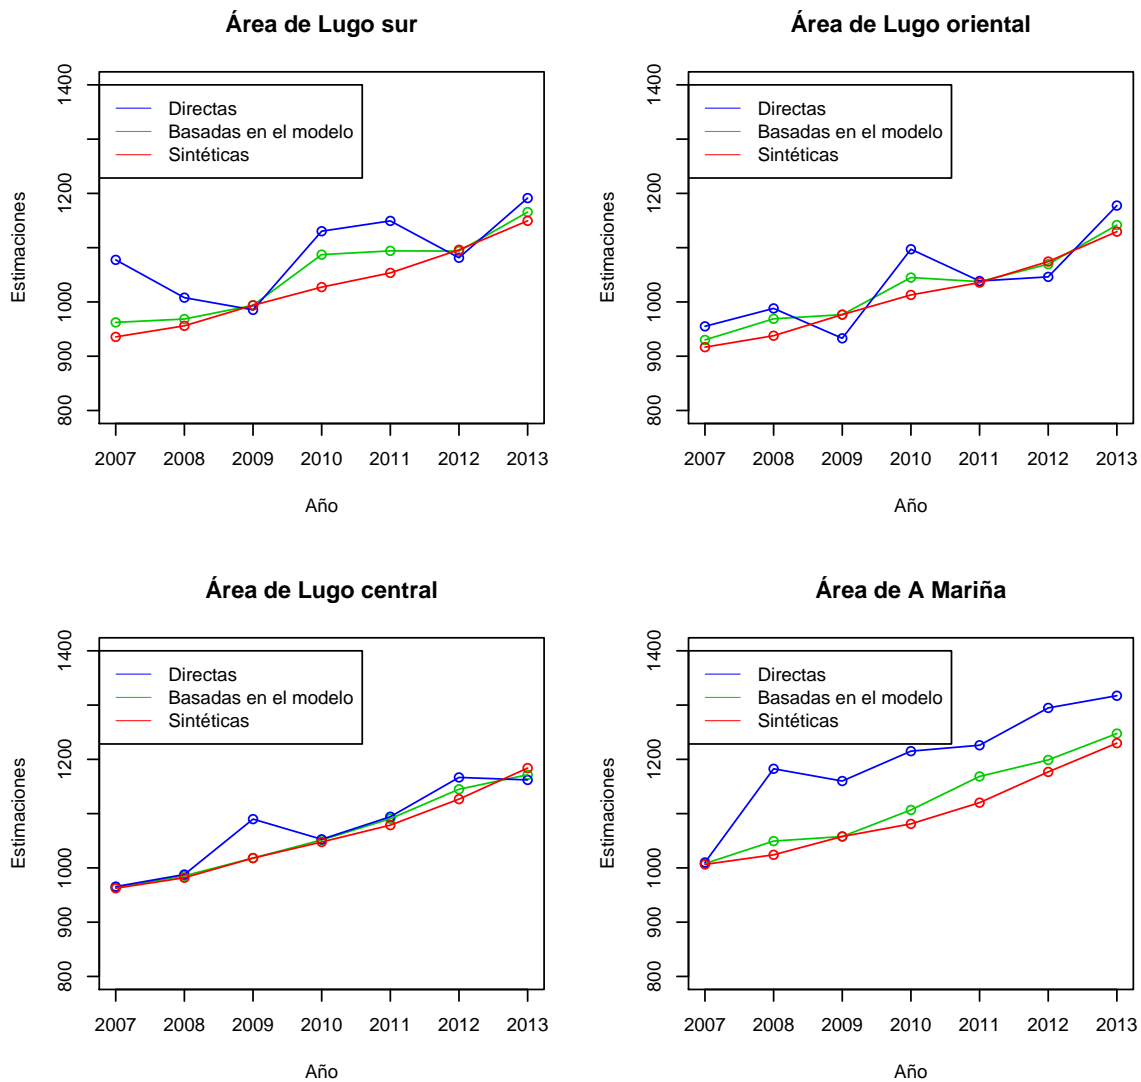 Área de Lugo sur
Estimaciones
1400
1200
1000
900
800
Directas
Basadas en el modelo
Sintéticas
2007 2008 2009 2010 2011 2012 2013
Año
Área de Lugo oriental
Estimaciones
1400
1200
1000
900
800
Directas
Basadas en el modelo
Sintéticas
2007 2008 2009 2010 2011 2012 2013
Año
Área de Lugo central
Estimaciones
1400
1200
1000
900
800
Directas
Basadas en el modelo
Sintéticas
2007 2008 2009 2010 2011 2012 2013
Año
Área de A Mariña
Estimaciones
1400
1200
1000
900
800
Directas
Basadas en el modelo
Sintéticas
2007 2008 2009 2010 2011 2012 2013
Año